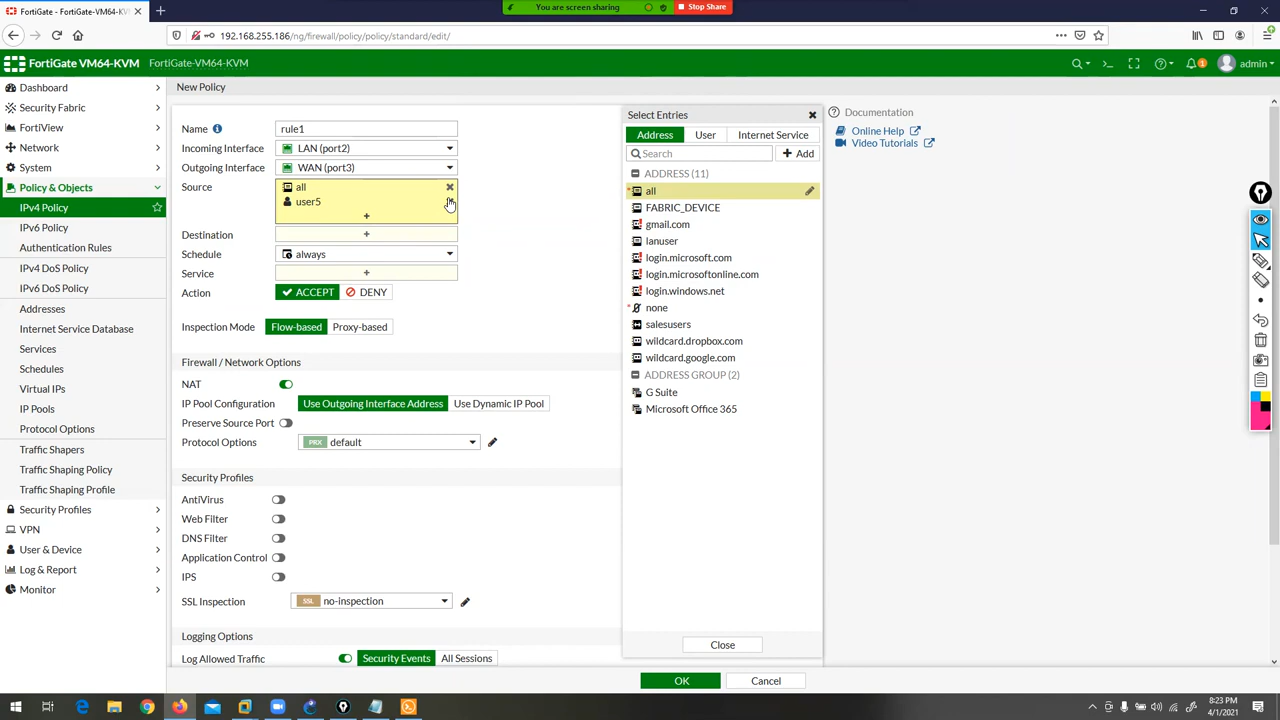 You are screen sharing
Stop Share
FortiGate - FortiGate-VM64-KVM
192.168.255.186/ng/firewall/policy/policy/standard/edit/
FortiGate VM64-KVM
FortiGate-VM64-KVM
1
admin
Dashboard
Security Fabric
FortiView
Network
System
Policy & Objects
IPv4 Policy
IPv6 Policy
Authentication Rules
IPv4 DoS Policy
IPv6 DoS Policy
Addresses
Internet Service Database
Services
Schedules
Virtual IPs
IP Pools
Protocol Options
Traffic Shapers
Traffic Shaping Policy
Traffic Shaping Profile
Security Profiles
VPN
User & Device
Log & Report
Monitor
New Policy
Name rule1
Incoming Interface LAN (port2)
Outgoing Interface WAN (port3)
Source all
user5
+
Destination +
Schedule always
Service +
Action ACCEPT DENY
Inspection Mode Flow-based Proxy-based
Firewall / Network Options
NAT
IP Pool Configuration Use Outgoing Interface Address Use Dynamic IP Pool
Preserve Source Port
Protocol Options PRX default
Security Profiles
AntiVirus
Web Filter
DNS Filter
Application Control
IPS
SSL Inspection SSL no-inspection
Logging Options
Log Allowed Traffic Security Events All Sessions
OK Cancel
Select Entries
Address User Internet Service
Search + Add
ADDRESS (11)
all
FABRIC_DEVICE
gmail.com
lanuser
login.microsoft.com
login.microsoftonline.com
login.windows.net
none
salesusers
wildcard.dropbox.com
wildcard.google.com
ADDRESS GROUP (2)
G Suite
Microsoft Office 365
Close
Documentation
Online Help
Video Tutorials
8:23 PM
4/1/2021